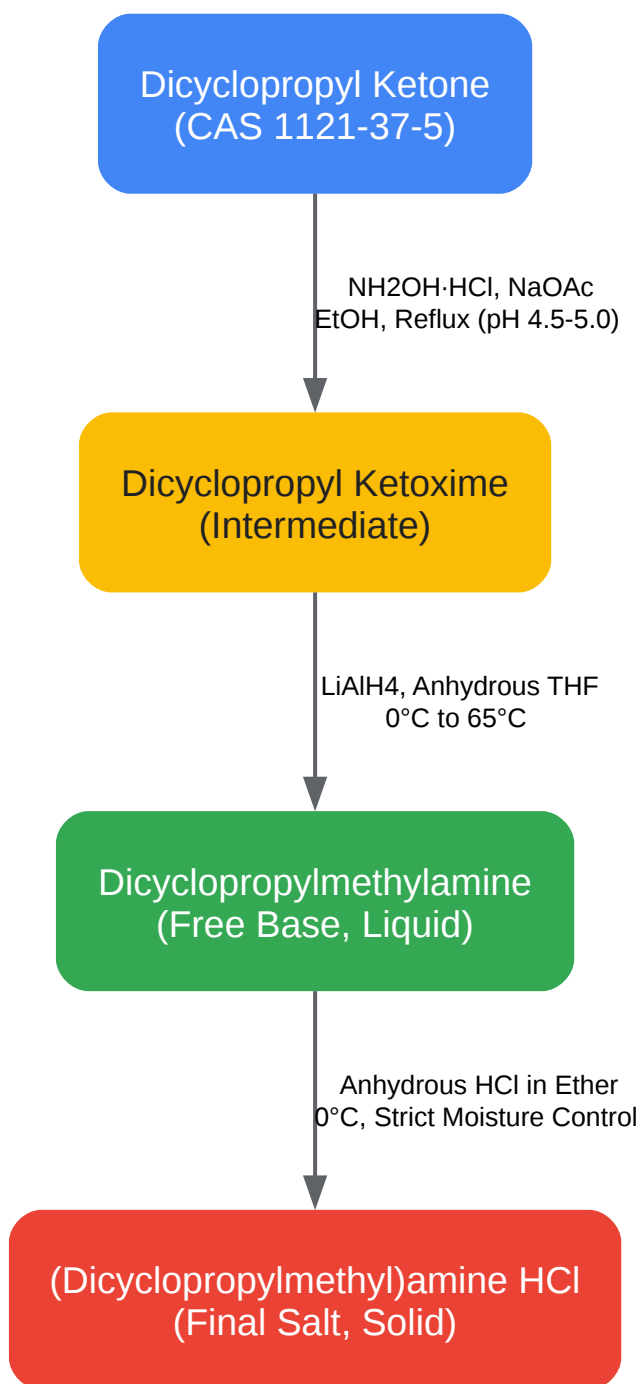 Dicyclopropyl Ketone
(CAS 1121-37-5)
NH2OH·HCl, NaOAc
EtOH, Reflux (pH 4.5-5.0)
Dicyclopropyl Ketoxime
(Intermediate)
LiAlH4, Anhydrous THF
0°C to 65°C
Dicyclopropylmethylamine
(Free Base, Liquid)
Anhydrous HCl in Ether
0°C, Strict Moisture Control
(Dicyclopropylmethyl)amine HCl
(Final Salt, Solid)